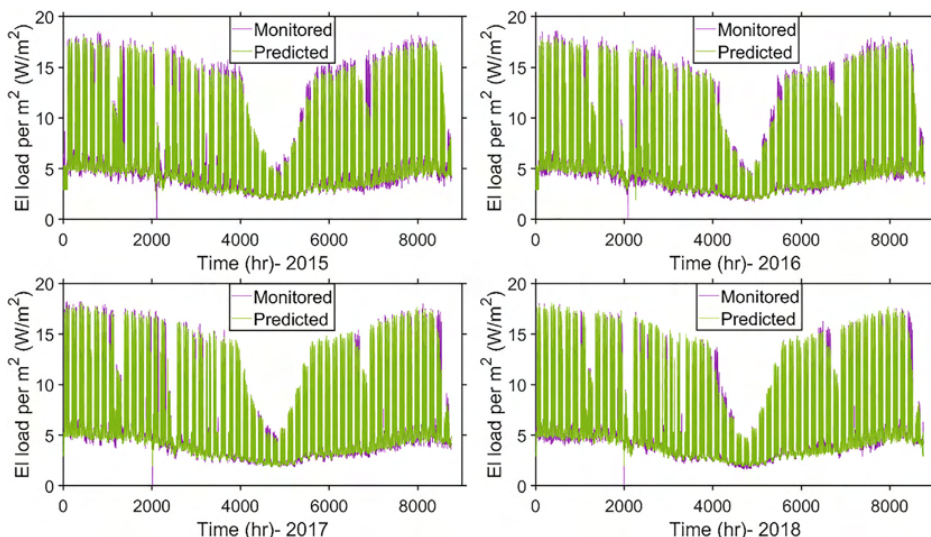 20
15
10
5
0
El load per m² (W/m²)
Monitored
Predicted
0 2000 4000 6000 8000
Time (hr)- 2015
20
15
10
5
0
El load per m² (W/m²)
Monitored
Predicted
0 2000 4000 6000 8000
Time (hr)- 2016
20
15
10
5
0
El load per m² (W/m²)
Monitored
Predicted
0 2000 4000 6000 8000
Time (hr)- 2017
20
15
10
5
0
El load per m² (W/m²)
Monitored
Predicted
0 2000 4000 6000 8000
Time (hr)- 2018